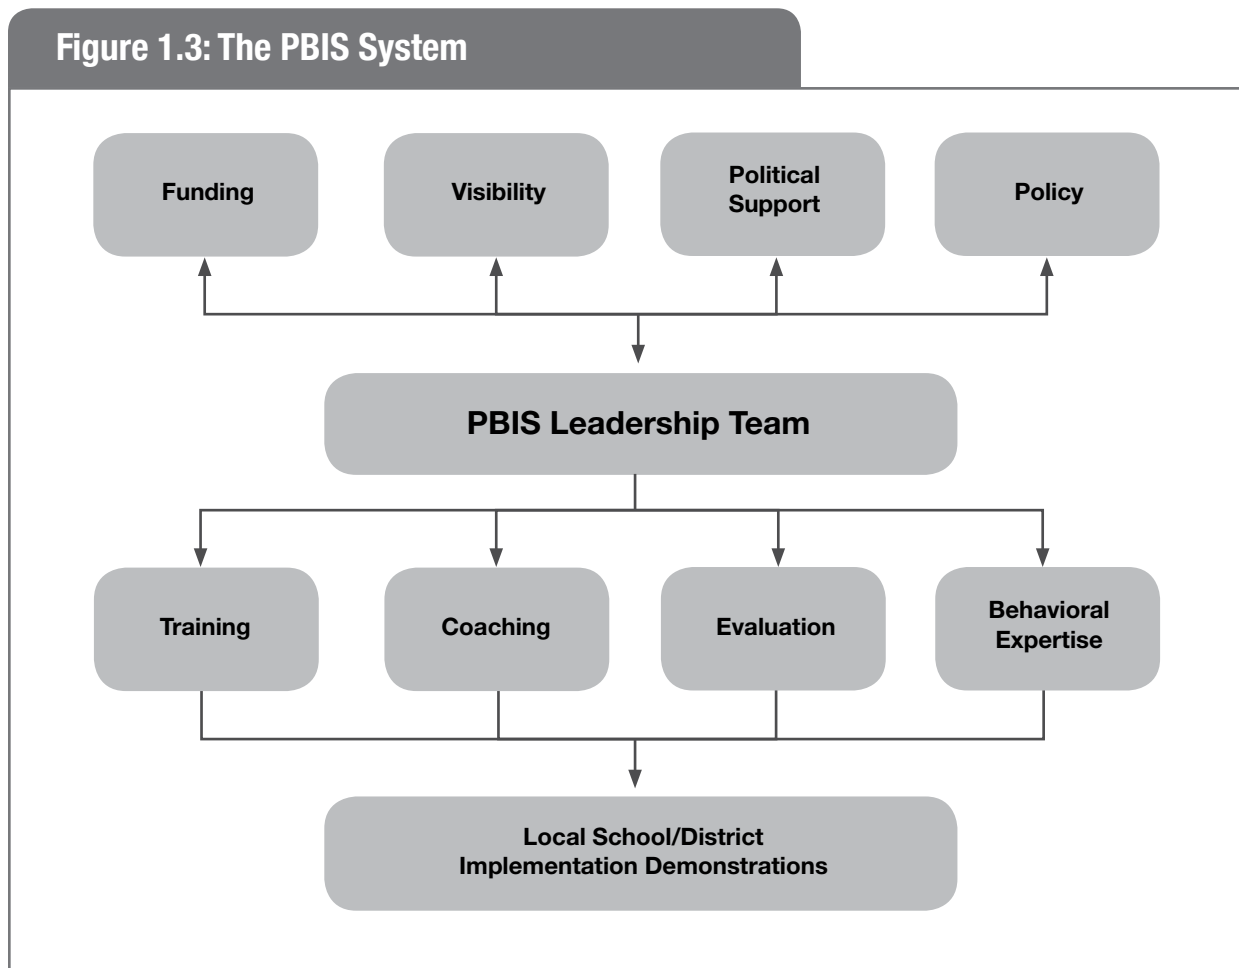 Figure 1.3: The PBIS System
Funding
Visibility
Political
Support
Policy
PBIS Leadership Team
Training
Coaching
Evaluation
Behavioral
Expertise
Local School/District
Implementation Demonstrations